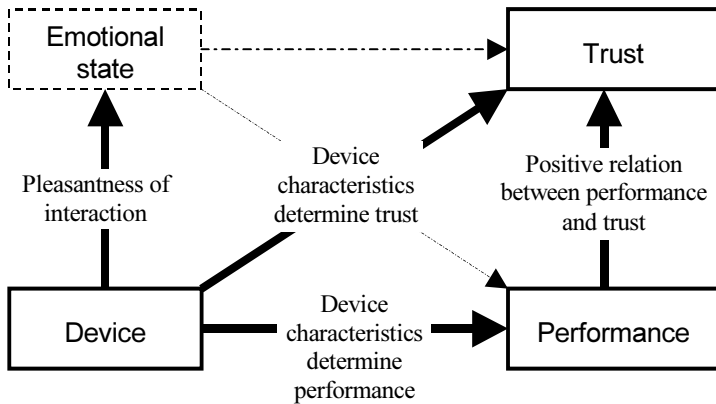 Emotional
state
Trust
Pleasantness of
interaction
Device
characteristics
determine trust
Positive relation
between performance
and trust
Device
Device
characteristics
determine
performance
Performance